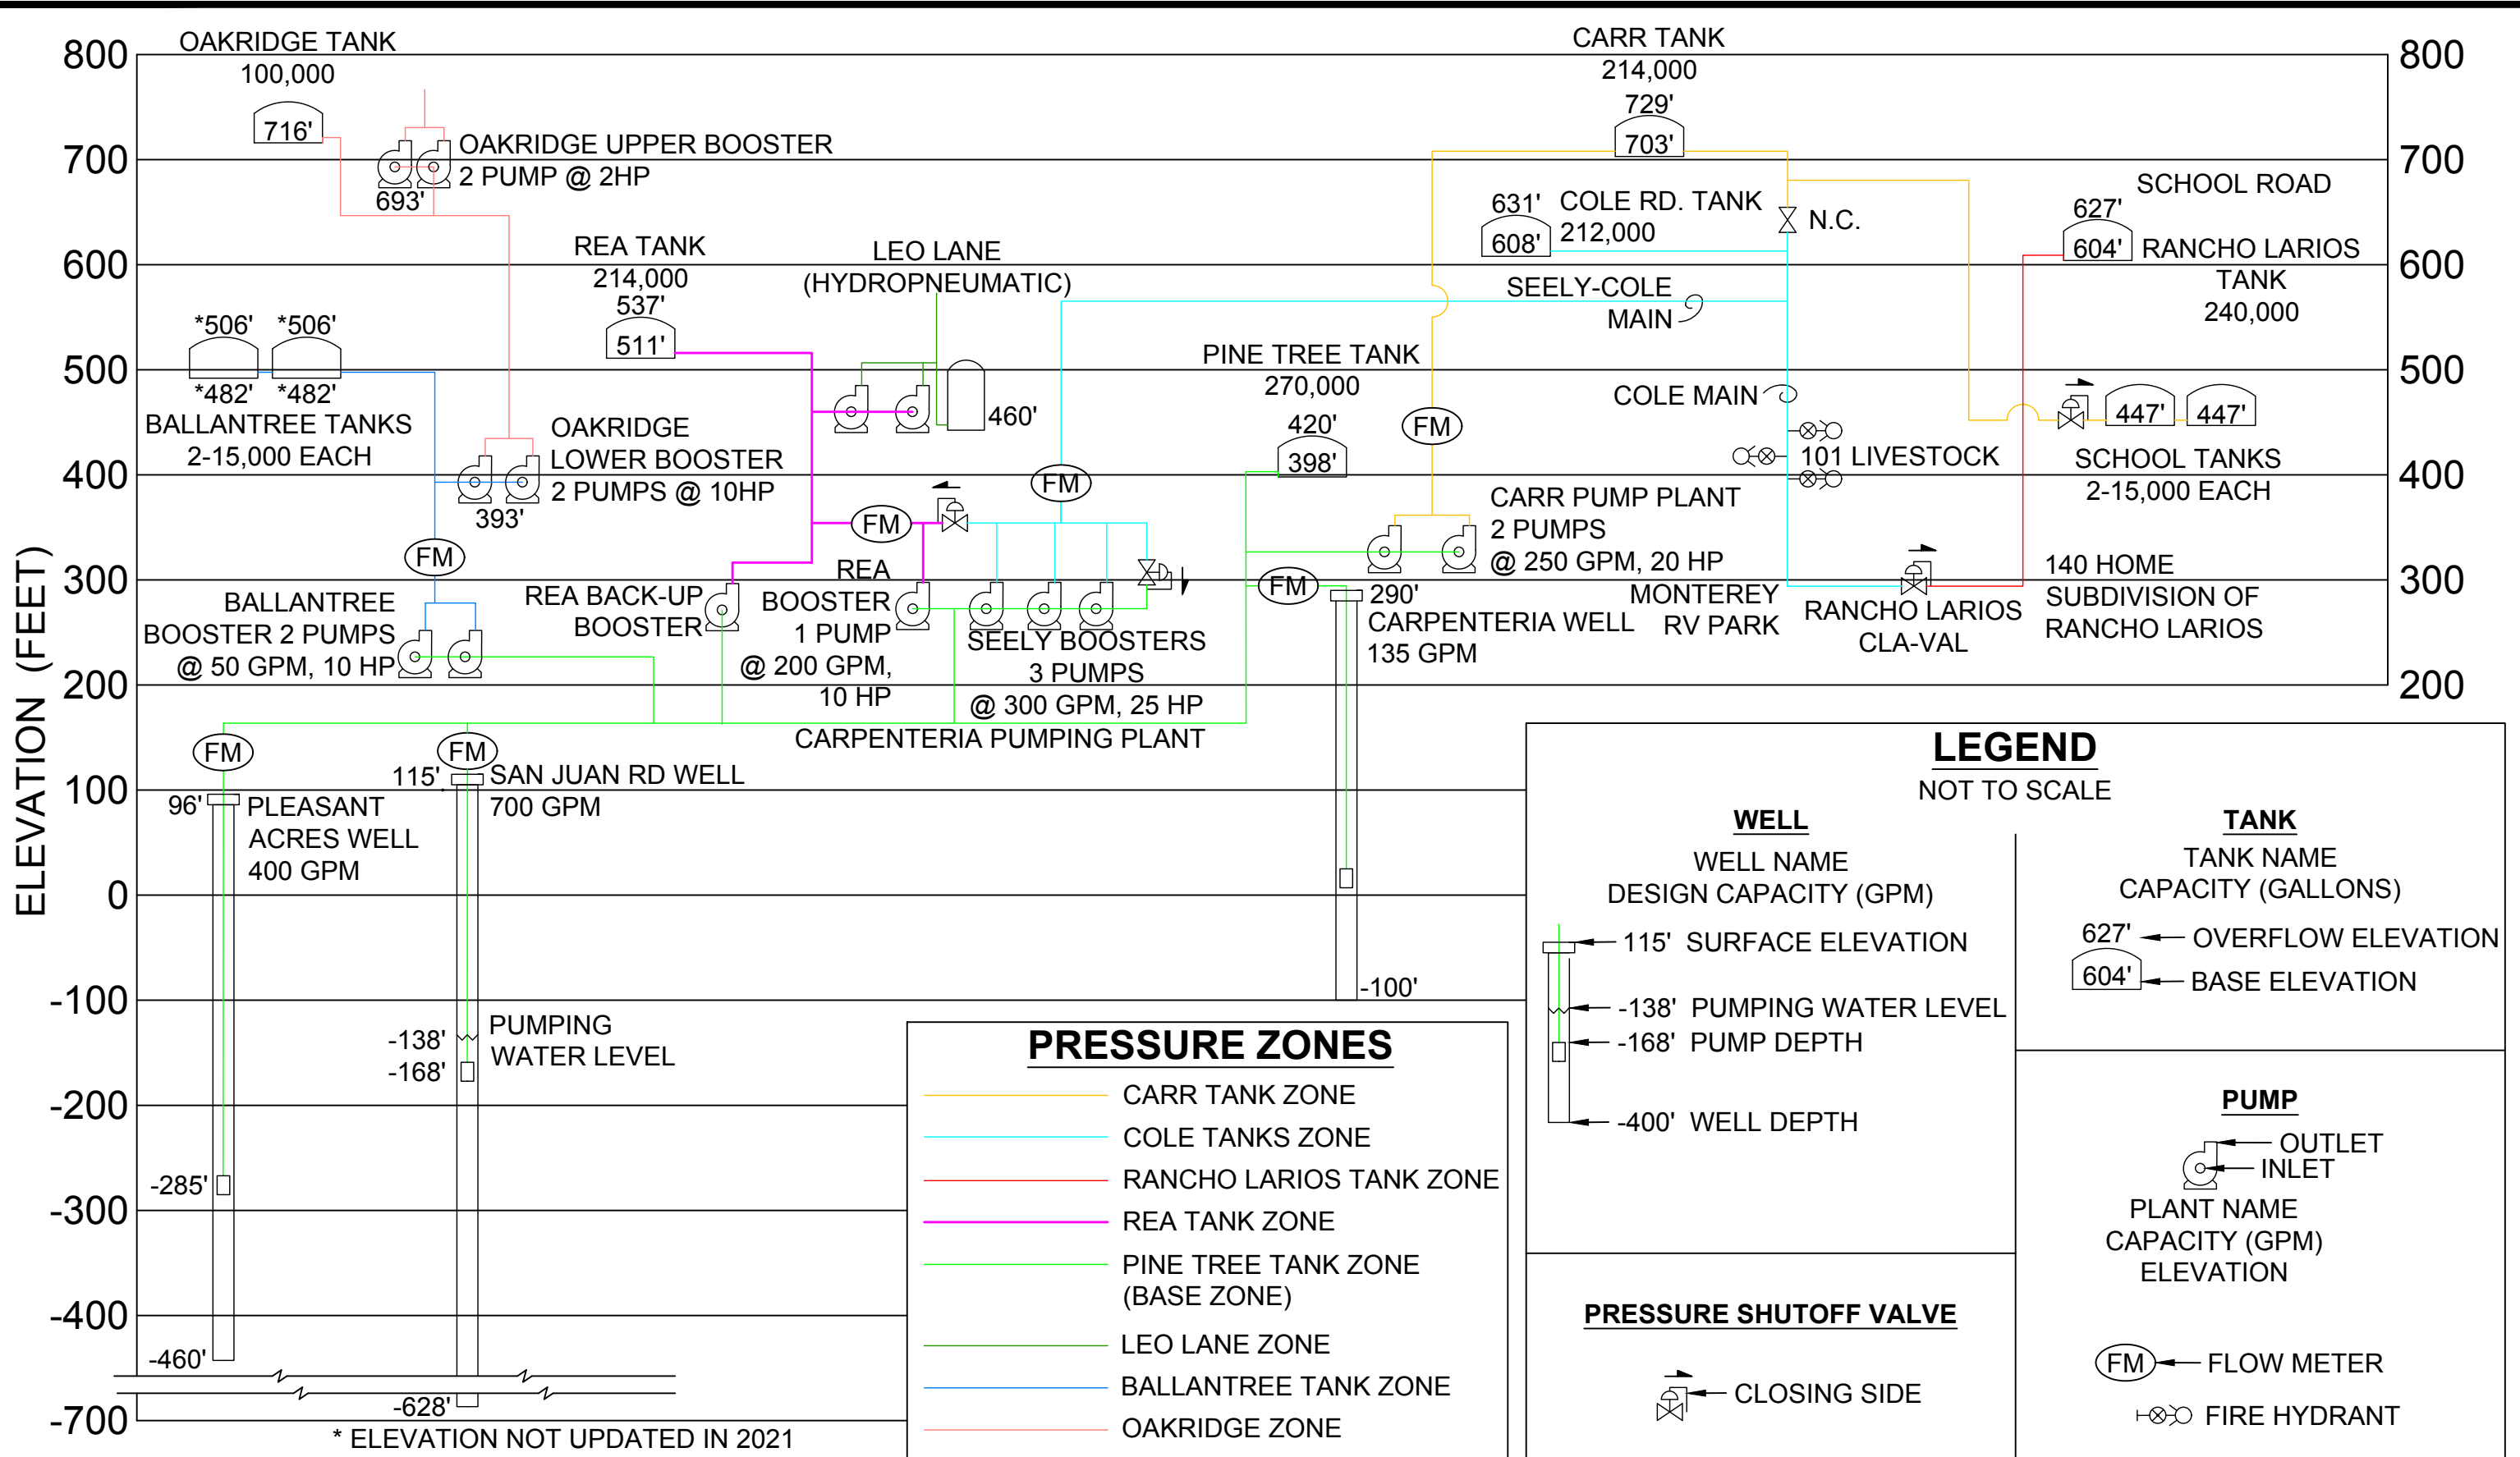 OAKRIDGE TANK
100,000
716'
OAKRIDGE UPPER BOOSTER
2 PUMP @ 2HP
693'
CARR TANK
214,000
729'
703'
631'
608'
COLE RD. TANK
212,000
N.C.
SCHOOL ROAD
627'
604'
RANCHO LARIOS
TANK
240,000
REA TANK
214,000
537'
511'
LEO LANE
(HYDROPNEUMATIC)
460'
SEELY-COLE
MAIN
*506'
*506'
*482'
*482'
BALLANTREE TANKS
2-15,000 EACH
OAKRIDGE
LOWER BOOSTER
2 PUMPS @ 10HP
393'
PINE TREE TANK
270,000
420'
398'
FM
COLE MAIN
101 LIVESTOCK
447'
447'
SCHOOL TANKS
2-15,000 EACH
FM
FM
FM
CARR PUMP PLANT
2 PUMPS
@ 250 GPM, 20 HP
BALLANTREE
BOOSTER 2 PUMPS
@ 50 GPM, 10 HP
REA BACK-UP
BOOSTER
REA
BOOSTER
1 PUMP
@ 200 GPM,
10 HP
SEELY BOOSTERS
3 PUMPS
@ 300 GPM, 25 HP
FM
290'
CARPENTERIA WELL
135 GPM
-100'
MONTEREY
RV PARK
RANCHO LARIOS
CLA-VAL
140 HOME
SUBDIVISION OF
RANCHO LARIOS
CARPENTERIA PUMPING PLANT
FM
96'
PLEASANT
ACRES WELL
400 GPM
-285'
-460'
FM
115'
SAN JUAN RD WELL
700 GPM
-138'
PUMPING
WATER LEVEL
-168'
-628'
* ELEVATION NOT UPDATED IN 2021
ELEVATION (FEET)
800
700
600
500
400
300
200
100
0
-100
-200
-300
-400
-700
800
700
600
500
400
300
200
PRESSURE ZONES
CARR TANK ZONE
COLE TANKS ZONE
RANCHO LARIOS TANK ZONE
REA TANK ZONE
PINE TREE TANK ZONE
(BASE ZONE)
LEO LANE ZONE
BALLANTREE TANK ZONE
OAKRIDGE ZONE
LEGEND
NOT TO SCALE
WELL
WELL NAME
DESIGN CAPACITY (GPM)
115' SURFACE ELEVATION
-138' PUMPING WATER LEVEL
-168' PUMP DEPTH
-400' WELL DEPTH
TANK
TANK NAME
CAPACITY (GALLONS)
627' OVERFLOW ELEVATION
604' BASE ELEVATION
PRESSURE SHUTOFF VALVE
CLOSING SIDE
PUMP
OUTLET
INLET
PLANT NAME
CAPACITY (GPM)
ELEVATION
FM FLOW METER
FIRE HYDRANT